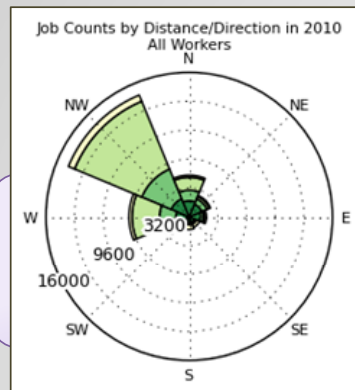 Job Counts by Distance/Direction in 2010
All Workers
N
NW
NE
W
3200
E
9600
16000
SW
SE
S